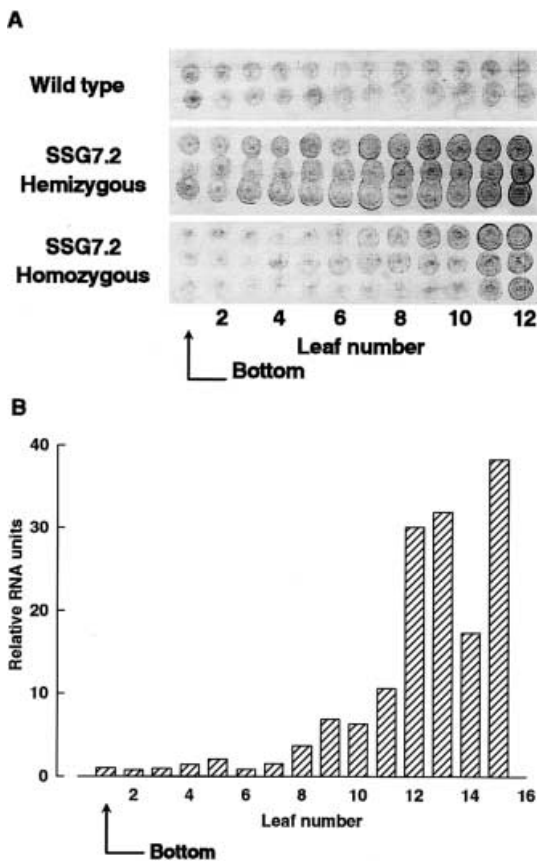 A
Wild type
SSG7.2
Hemizygous
SSG7.2
Homozygous
2 4 6 8 10 12
Leaf number
Bottom
B
40
30
20
10
0
Relative RNA units
2 4 6 8 10 12 14 16
Leaf number
Bottom